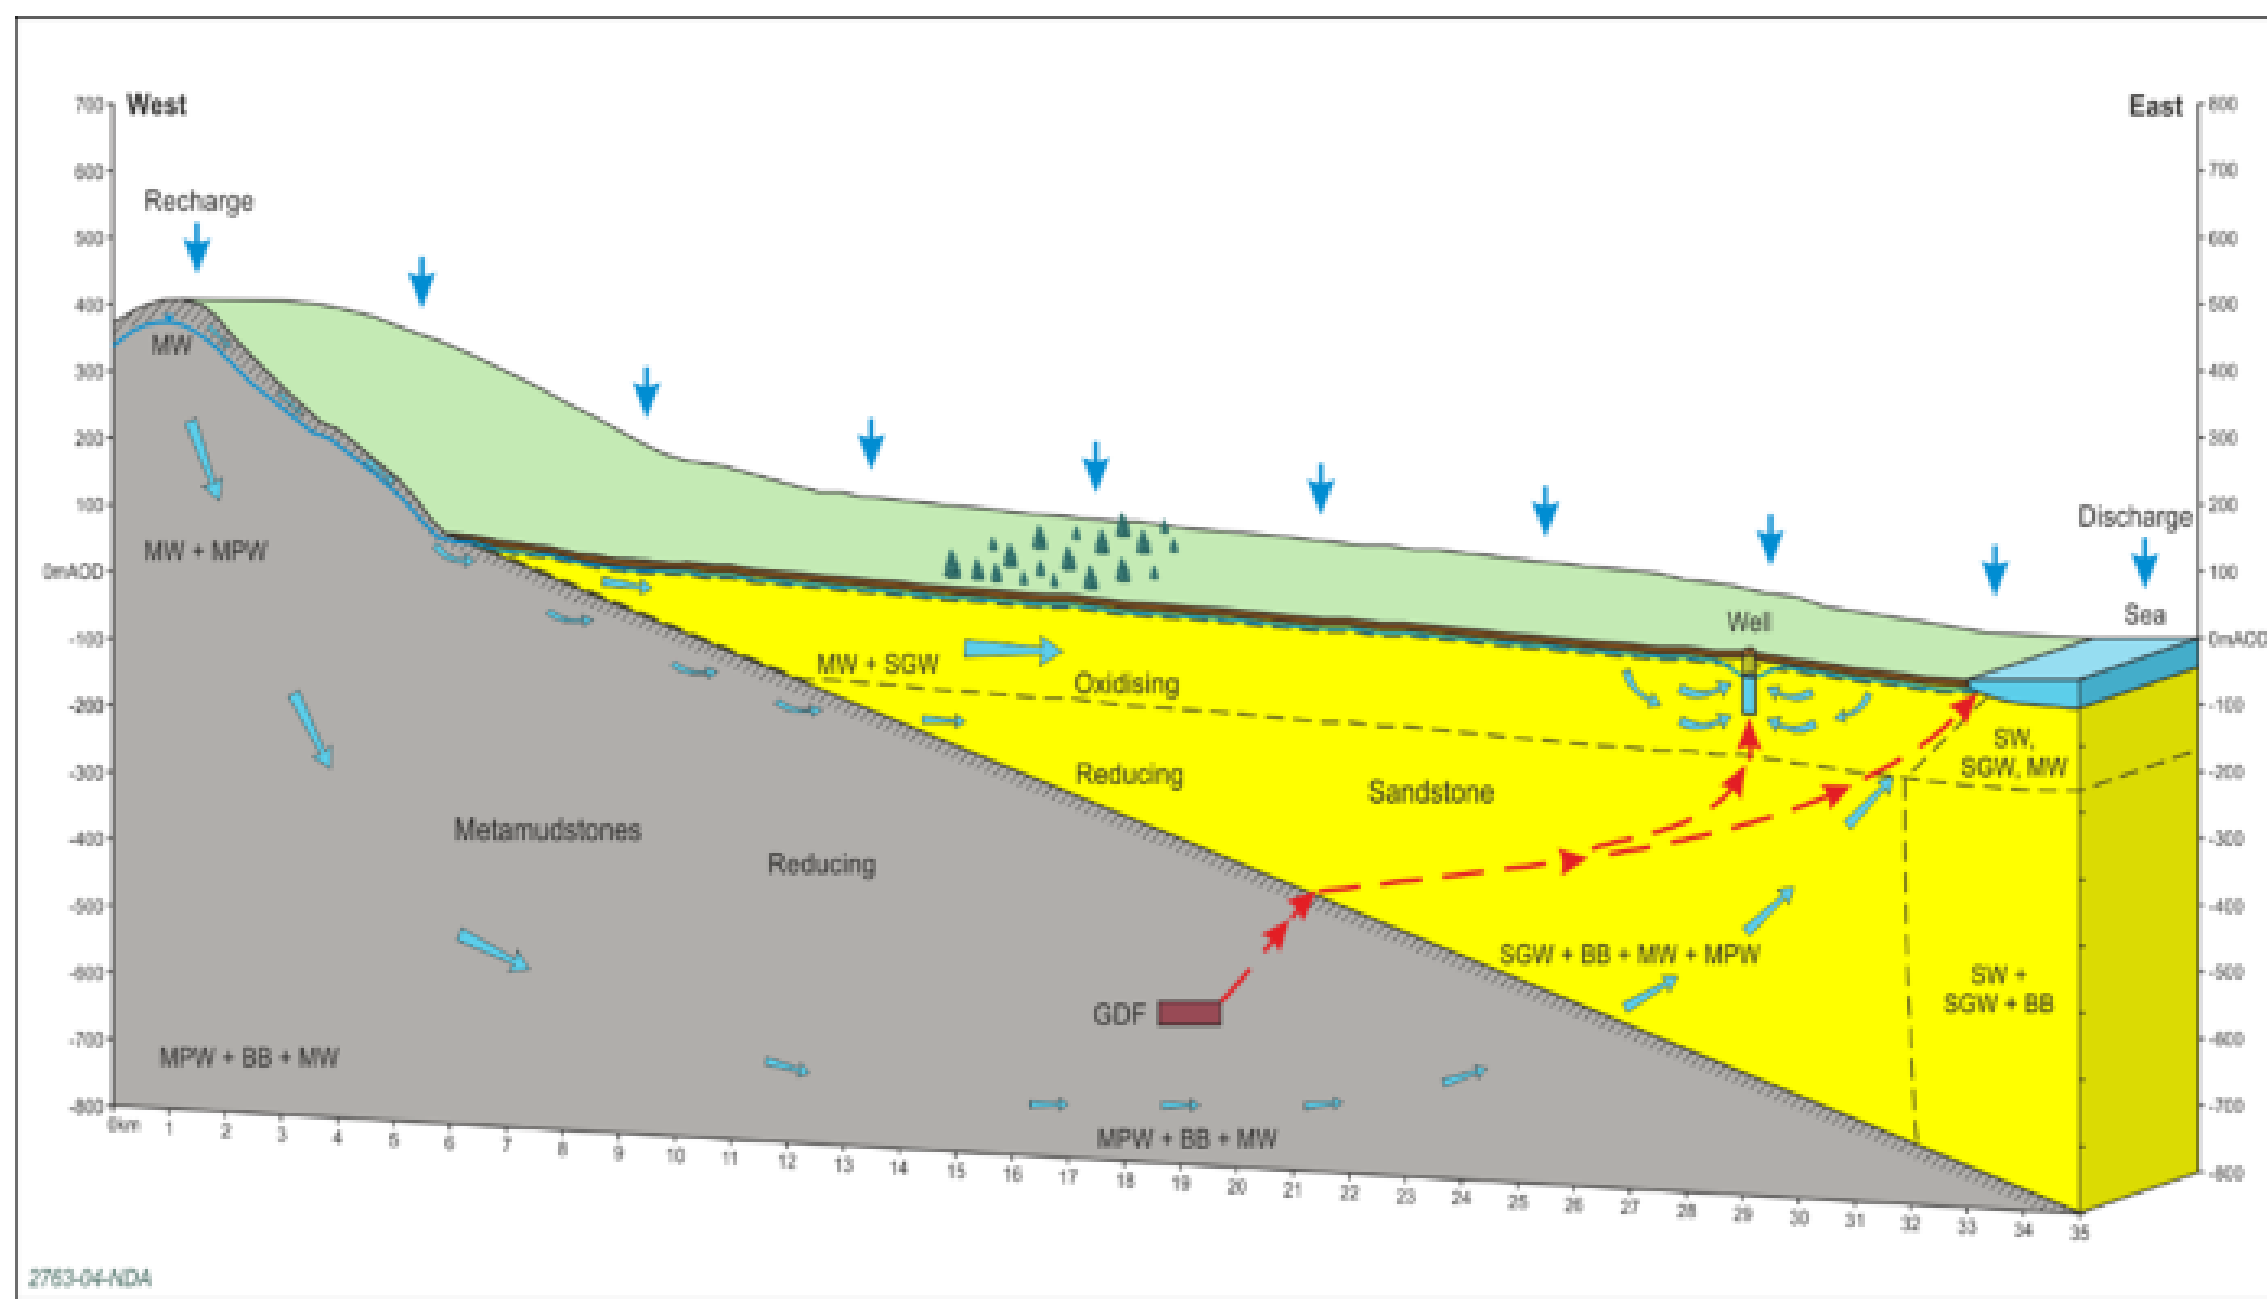 West
East
Recharge
Discharge
Sea
Well
MW
MW + MPW
MW + SGW
Oxidising
Reducing
Sandstone
SW,
SGW, MW
Metamudstones
Reducing
SGW + BB + MW + MPW
SW +
SGW + BB
GDF
MPW + BB + MW
MPW + BB + MW
700
600
500
400
300
200
100
0mAOD
-100
-200
-300
-400
-500
-600
-700
-800
800
700
600
500
400
300
200
100
0mAOD
-100
-200
-300
-400
-500
-600
-700
-800
0km 1 2 3 4 5 6 7 8 9 10 11 12 13 14 15 16 17 18 19 20 21 22 23 24 25 26 27 28 29 30 31 32 33 34 35
2763-04-NDA